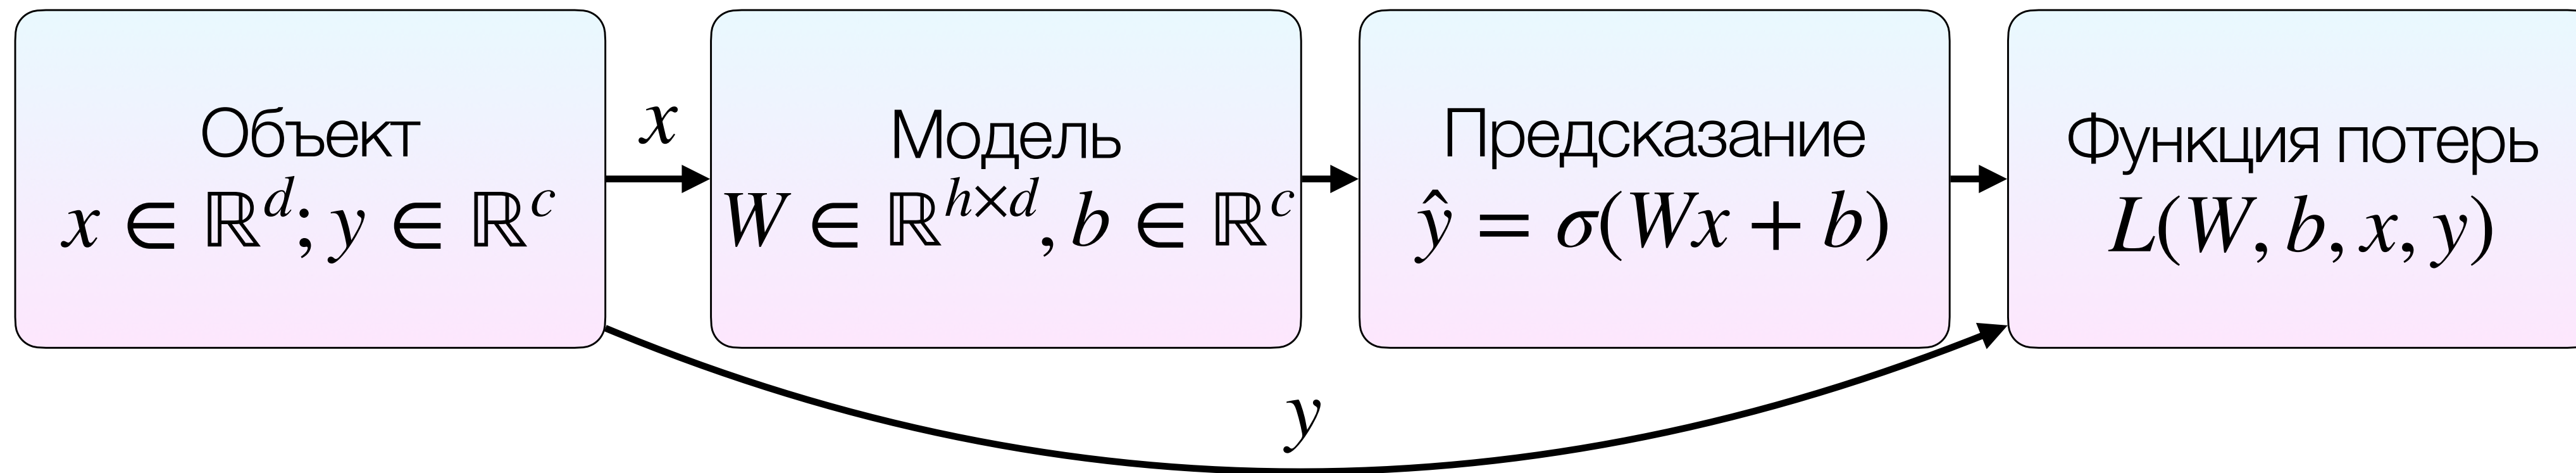 Объект
x ∈ ℝ^d; y ∈ ℝ^c
x
Модель
W ∈ ℝ^{h×d}, b ∈ ℝ^c
Предсказание
ŷ = σ(Wx + b)
Функция потерь
L(W, b, x, y)
y